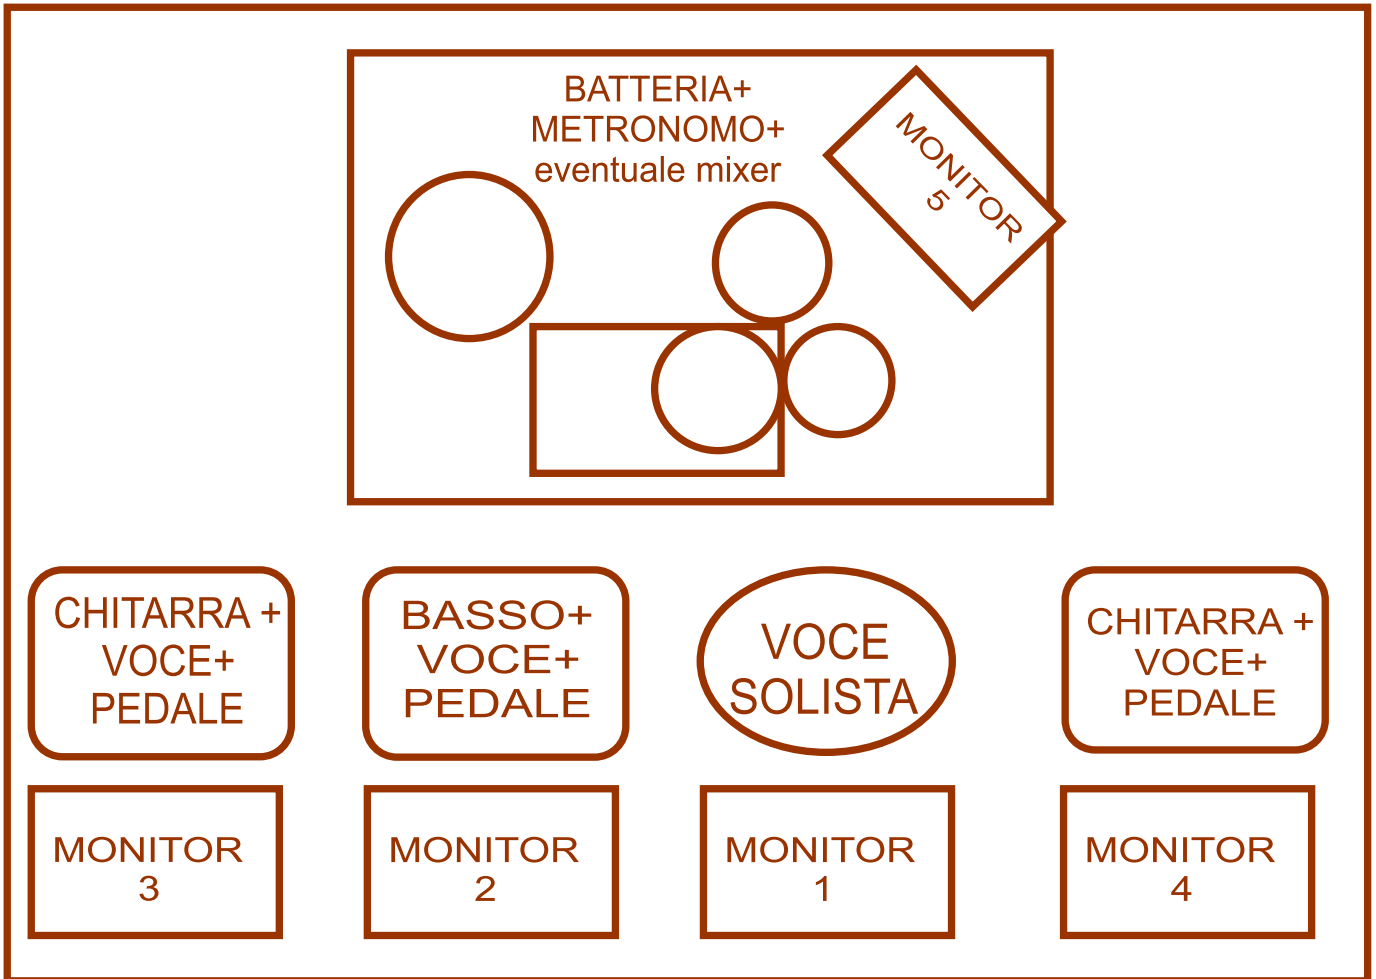 BATTERIA+
METRONOMO+
eventuale mixer
MONITOR
5
CHITARRA +
VOCE+
PEDALE
BASSO+
VOCE+
PEDALE
VOCE
SOLISTA
CHITARRA +
VOCE+
PEDALE
MONITOR
3
MONITOR
2
MONITOR
1
MONITOR
4